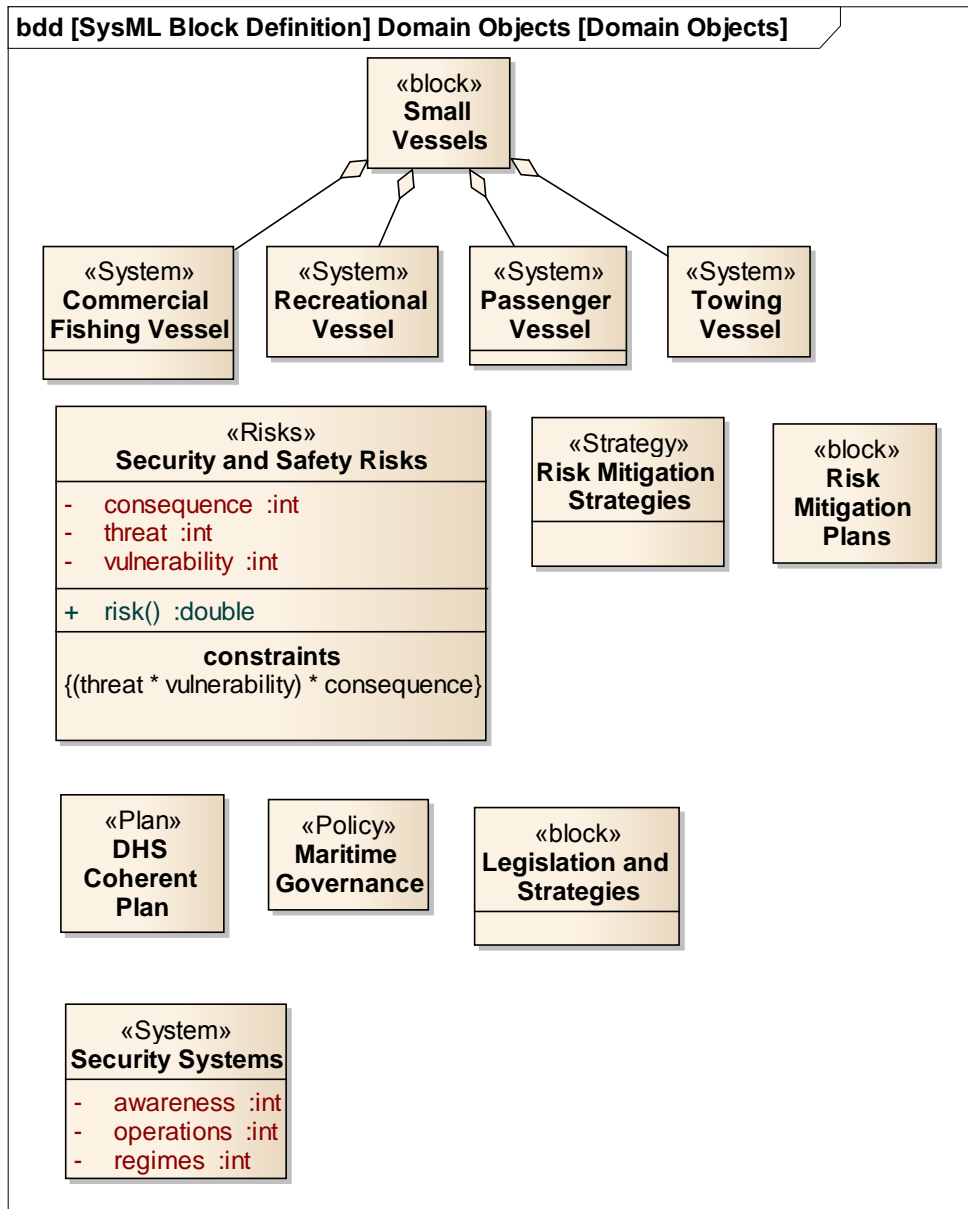 bdd [SysML Block Definition] Domain Objects [Domain Objects]
«block»
Small
Vessels
«System»
Commercial
Fishing Vessel
«System»
Recreational
Vessel
«System»
Passenger
Vessel
«System»
Towing
Vessel
«Risks»
Security and Safety Risks
- consequence :int
- threat :int
- vulnerability :int
+ risk() :double
constraints
{(threat * vulnerability) * consequence}
«Strategy»
Risk Mitigation
Strategies
«block»
Risk
Mitigation
Plans
«Plan»
DHS
Coherent
Plan
«Policy»
Maritime
Governance
«block»
Legislation and
Strategies
«System»
Security Systems
- awareness :int
- operations :int
- regimes :int